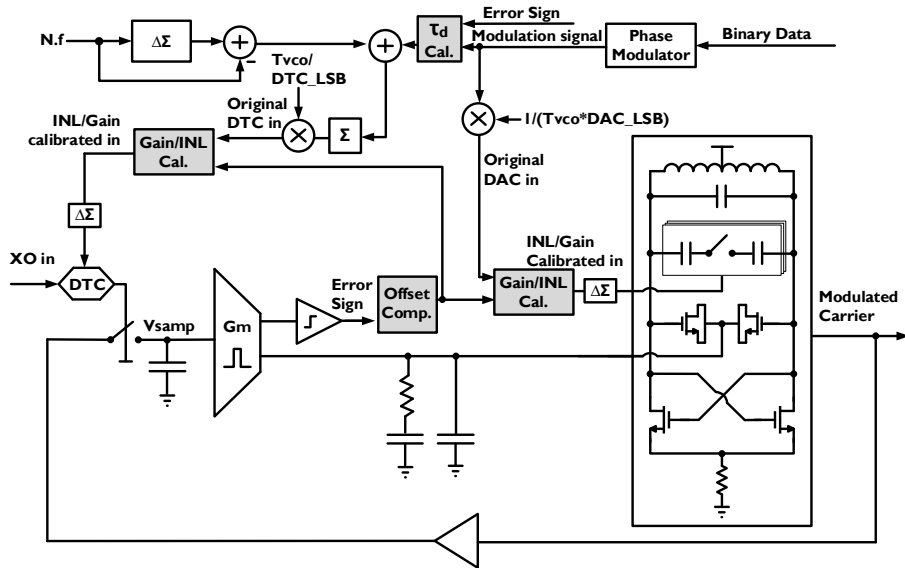 N.f
ΔΣ
+
-
Tvco/
DTC_LSB
+
τd
Cal.
Error Sign
Modulation signal
Phase
Modulator
Binary Data
INL/Gain
calibrated in
Gain/INL
Cal.
Original
DTC in
×
Σ
×
1/(Tvco*DAC_LSB)
Original
DAC in
ΔΣ
XO in
DTC
INL/Gain
Calibrated in
Gain/INL
Cal.
ΔΣ
Error
Sign
Offset
Comp.
Vsamp
Gm
Modulated
Carrier